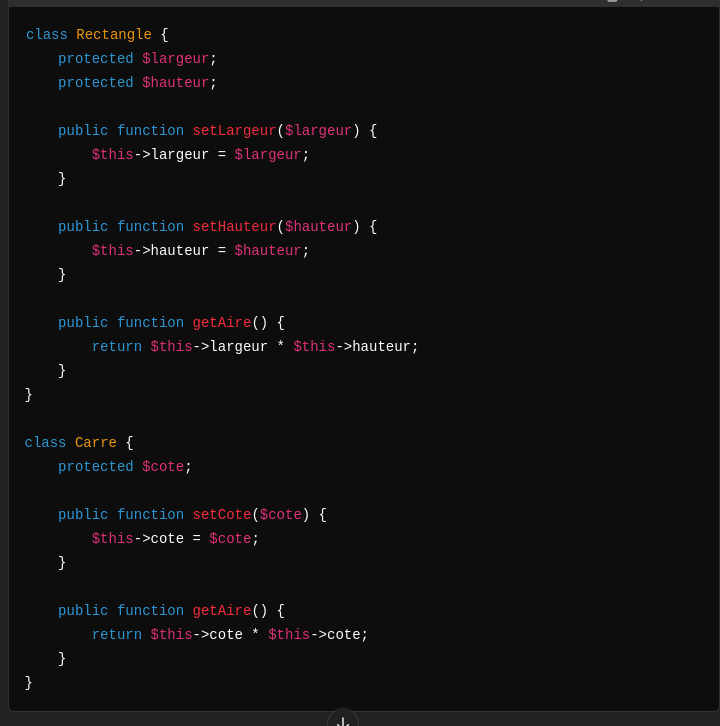 class Rectangle {
    protected $largeur;
    protected $hauteur;

    public function setLargeur($largeur) {
        $this->largeur = $largeur;
    }

    public function setHauteur($hauteur) {
        $this->hauteur = $hauteur;
    }

    public function getAire() {
        return $this->largeur * $this->hauteur;
    }
}

class Carre {
    protected $cote;

    public function setCote($cote) {
        $this->cote = $cote;
    }

    public function getAire() {
        return $this->cote * $this->cote;
    }
}